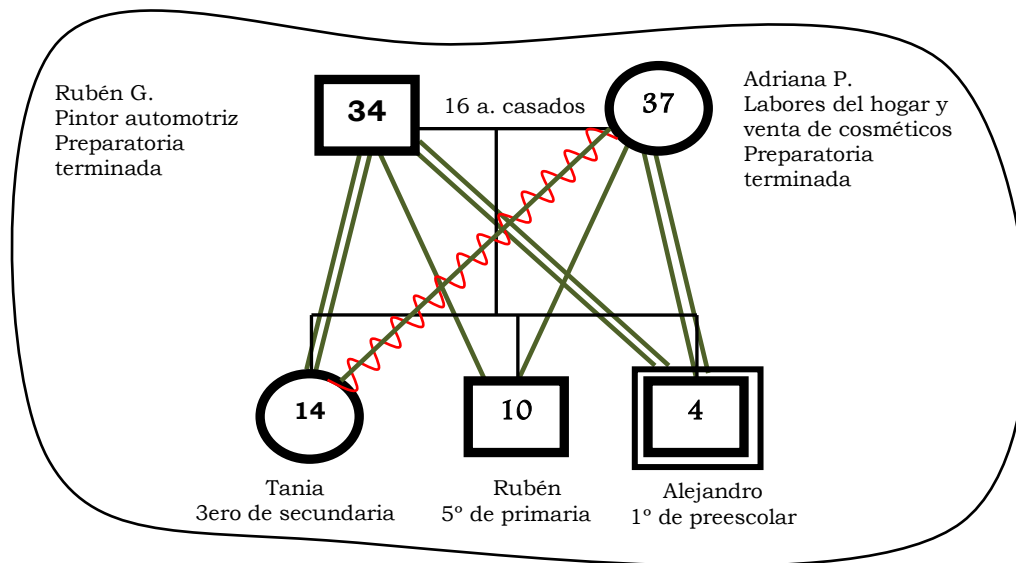 Rubén G.
Pintor automotriz
Preparatoria
terminada
34
16 a. casados
37
Adriana P.
Labores del hogar y
venta de cosméticos
Preparatoria
terminada
14
10
4
Tania
3ero de secundaria
Rubén
5º de primaria
Alejandro
1º de preescolar